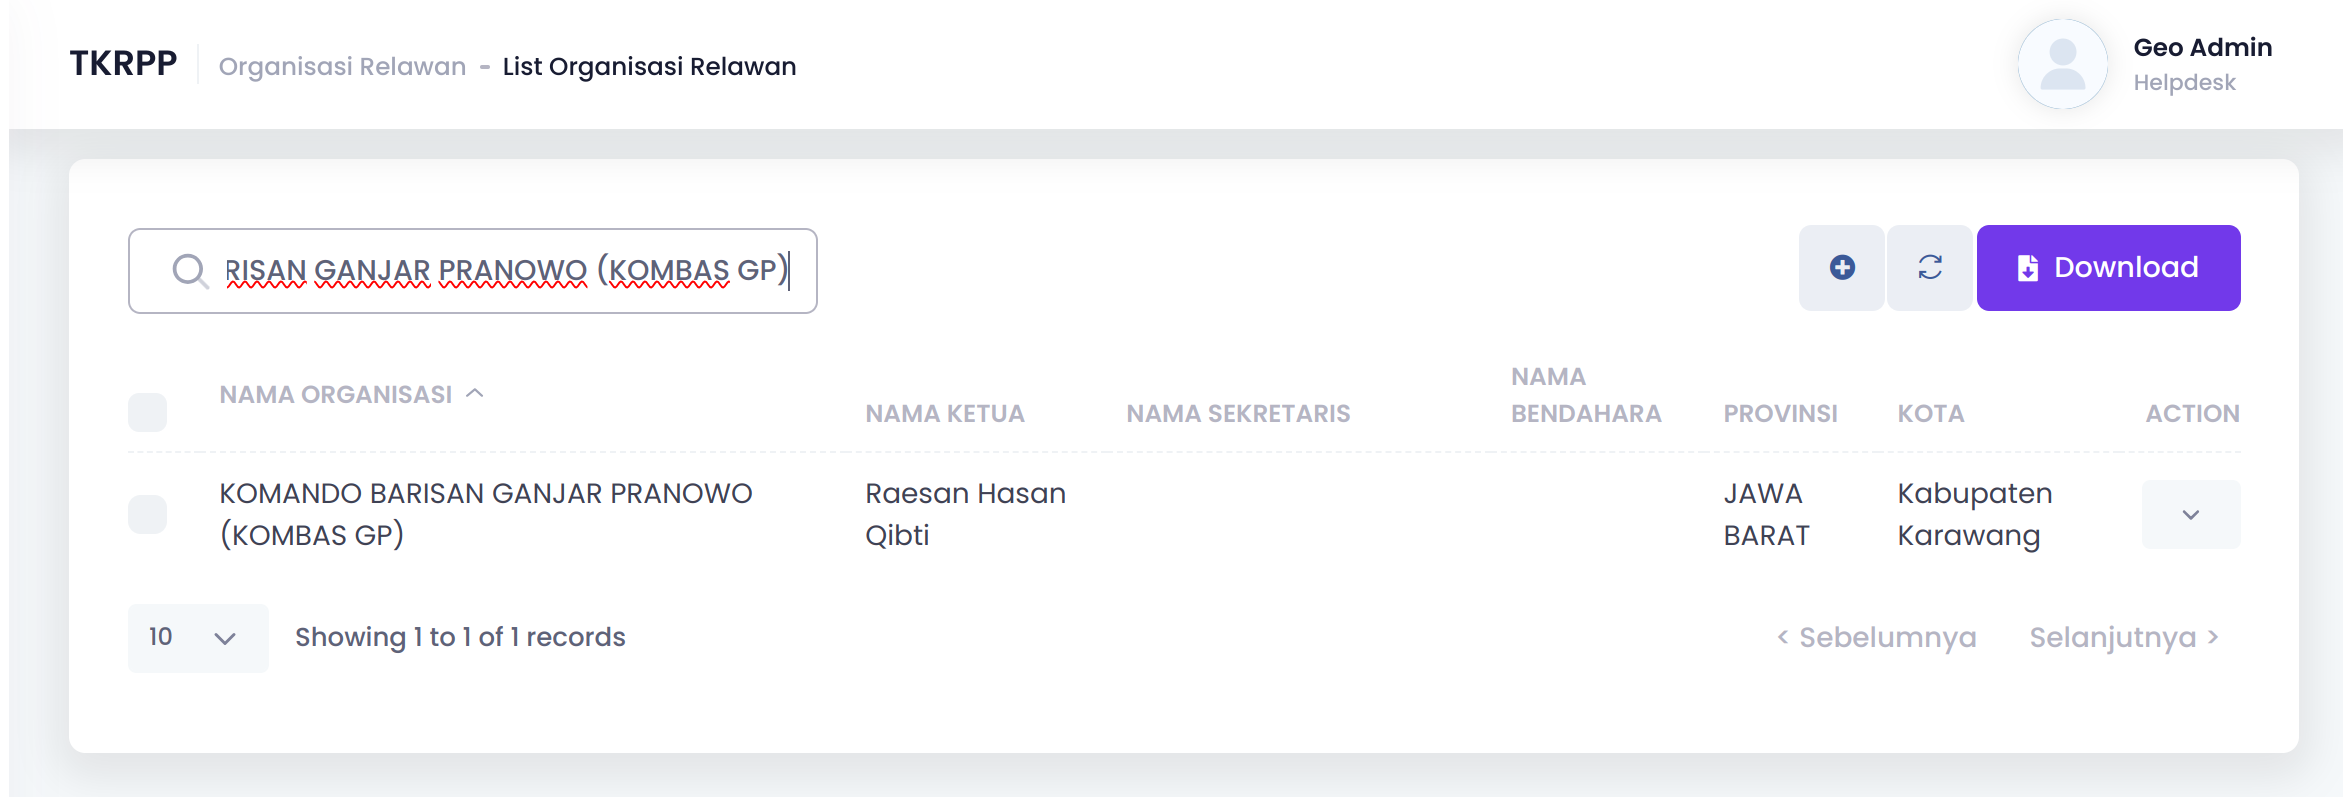 TKRPP
Organisasi Relawan - List Organisasi Relawan
Geo Admin
Helpdesk
RISAN GANJAR PRANOWO (KOMBAS GP)
Download
NAMA ORGANISASI
NAMA KETUA
NAMA SEKRETARIS
NAMA
BENDAHARA
PROVINSI
KOTA
ACTION
KOMANDO BARISAN GANJAR PRANOWO
(KOMBAS GP)
Raesan Hasan
Qibti
JAWA
BARAT
Kabupaten
Karawang
10
Showing 1 to 1 of 1 records
< Sebelumnya
Selanjutnya >